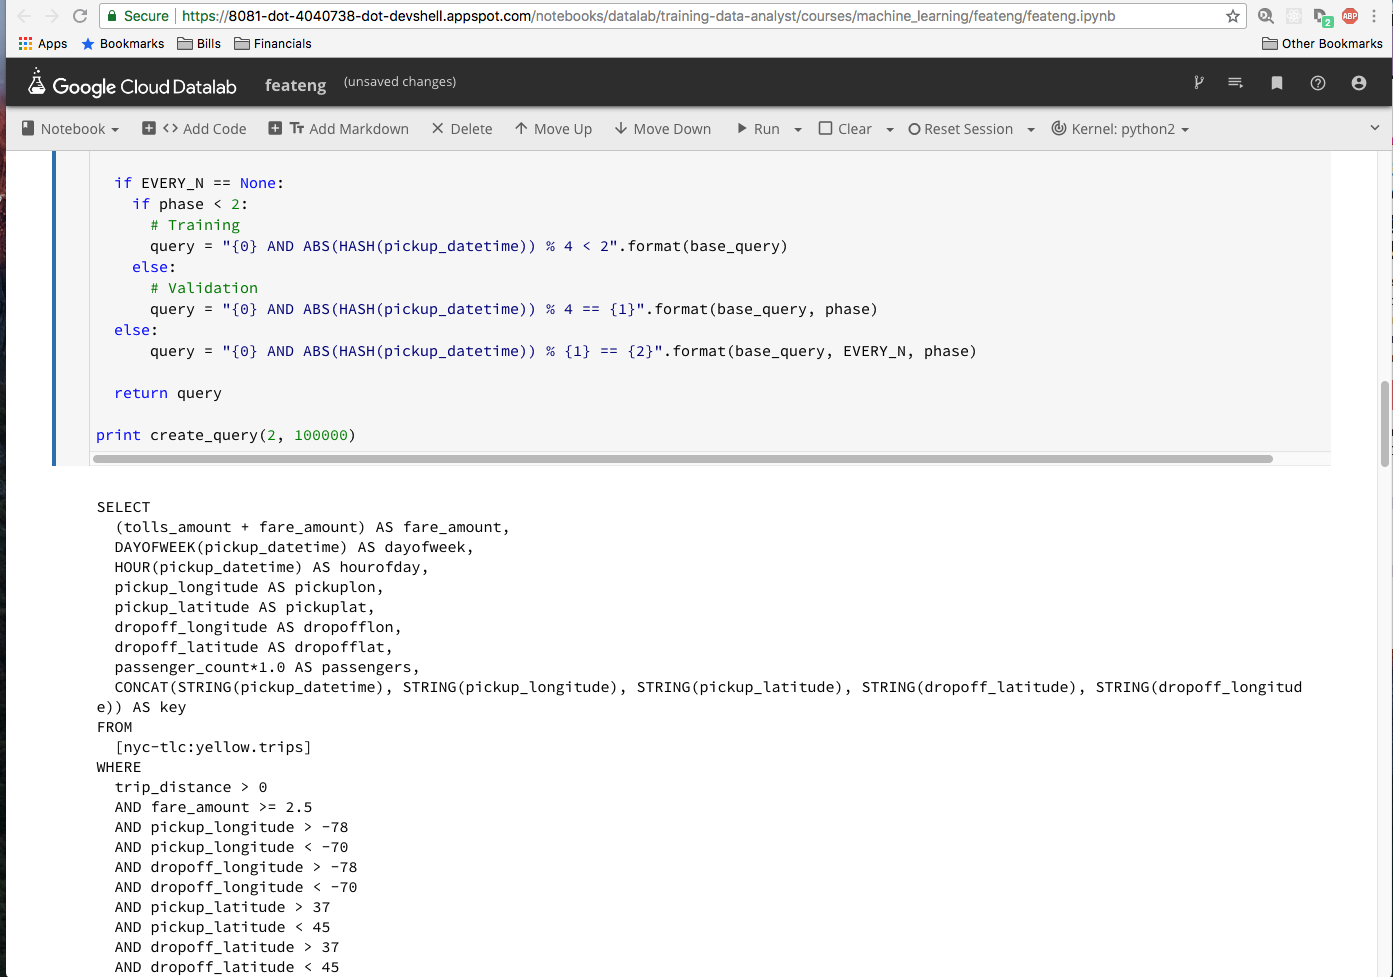 Secure https://8081-dot-4040738-dot-devshell.appspot.com/notebooks/datalab/training-data-analyst/courses/machine_learning/feateng/feateng.ipynb
2 ABP
Apps Bookmarks Bills Financials Other Bookmarks
Google Cloud Datalab feateng (unsaved changes)
Notebook <> Add Code Tr Add Markdown Delete Move Up Move Down Run Clear Reset Session Kernel: python2
if EVERY_N == None:
if phase < 2:
# Training
query = "{0} AND ABS(HASH(pickup_datetime)) % 4 < 2".format(base_query)
else:
# Validation
query = "{0} AND ABS(HASH(pickup_datetime)) % 4 == {1}".format(base_query, phase)
else:
query = "{0} AND ABS(HASH(pickup_datetime)) % {1} == {2}".format(base_query, EVERY_N, phase)
return query
print create_query(2, 100000)
SELECT
(tolls_amount + fare_amount) AS fare_amount,
DAYOFWEEK(pickup_datetime) AS dayofweek,
HOUR(pickup_datetime) AS hourofday,
pickup_longitude AS pickuplon,
pickup_latitude AS pickuplat,
dropoff_longitude AS dropofflon,
dropoff_latitude AS dropofflat,
passenger_count*1.0 AS passengers,
CONCAT(STRING(pickup_datetime), STRING(pickup_longitude), STRING(pickup_latitude), STRING(dropoff_latitude), STRING(dropoff_longitud
e)) AS key
FROM
[nyc-tlc:yellow.trips]
WHERE
trip_distance > 0
AND fare_amount >= 2.5
AND pickup_longitude > -78
AND pickup_longitude < -70
AND dropoff_longitude > -78
AND dropoff_longitude < -70
AND pickup_latitude > 37
AND pickup_latitude < 45
AND dropoff_latitude > 37
AND dropoff_latitude < 45